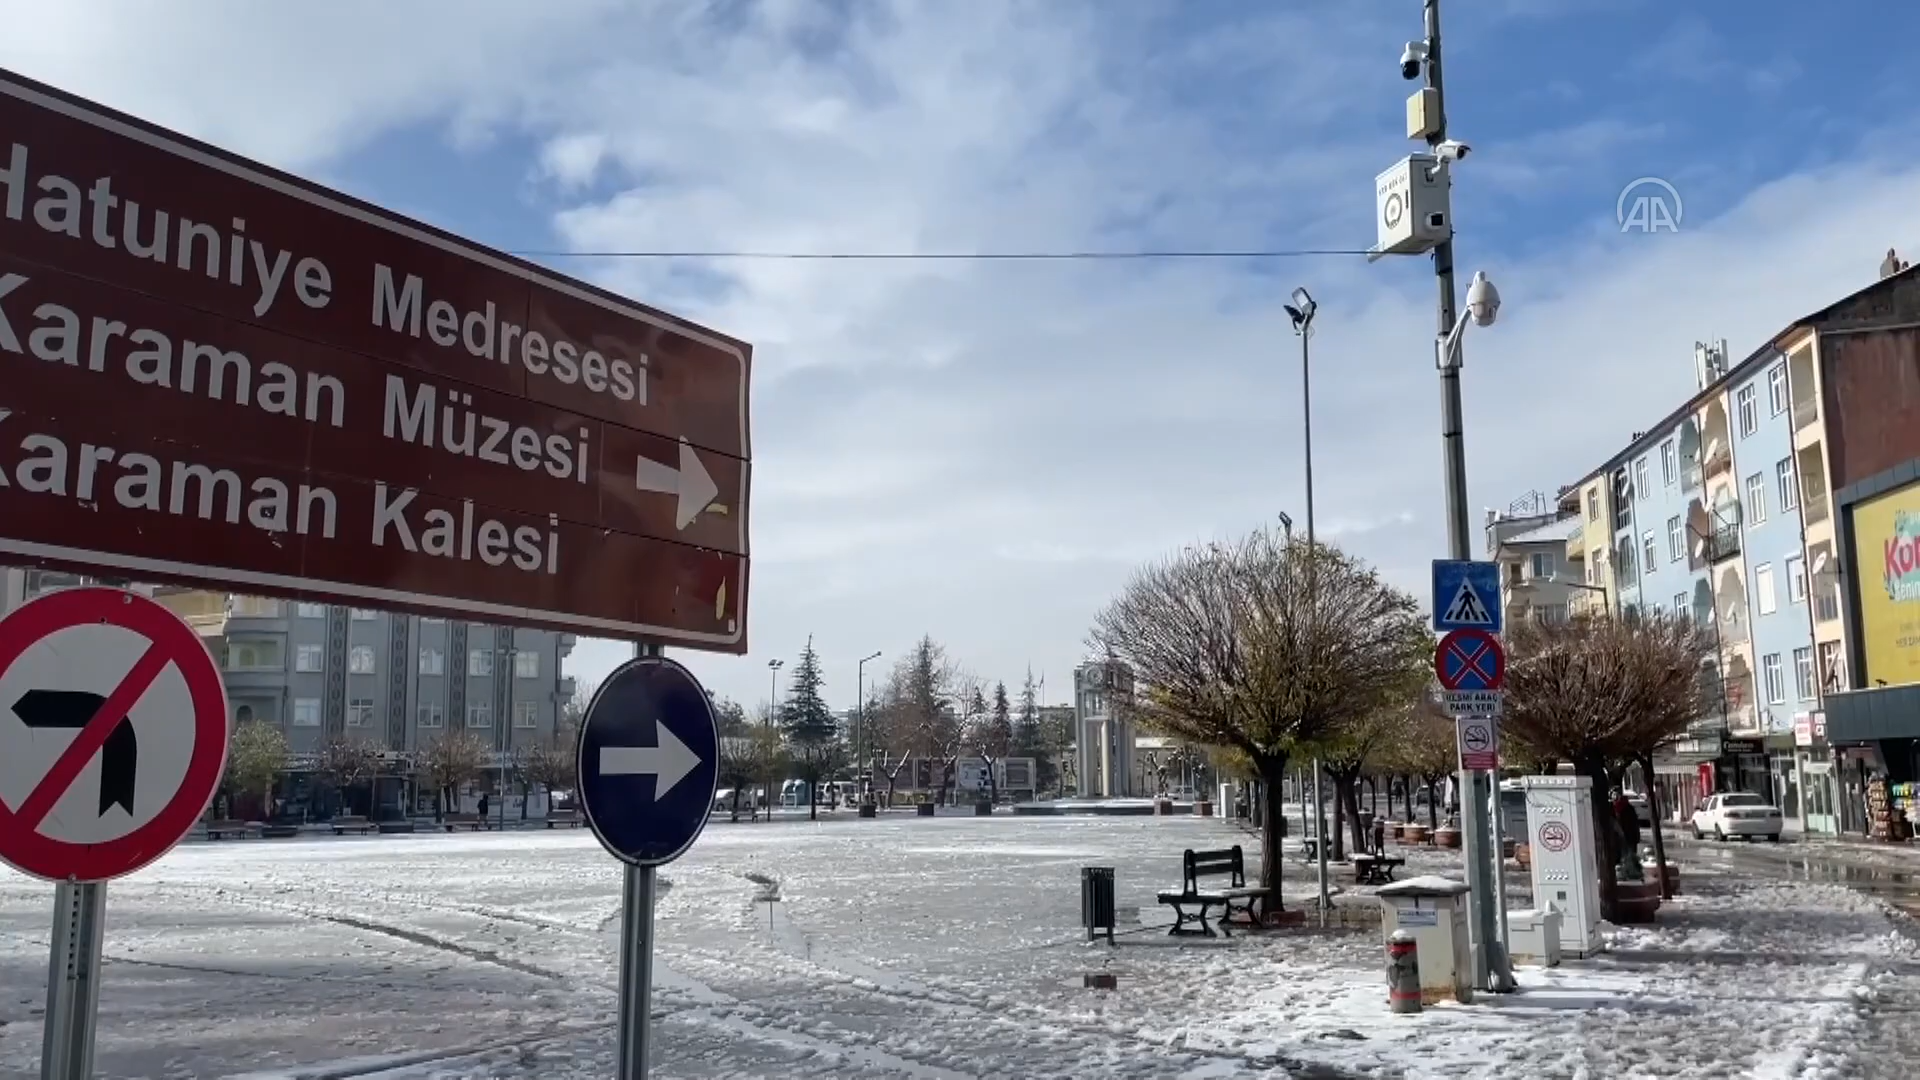 Hatuniye Medresesi
Karaman Müzesi
Karaman Kalesi
AA
RESMİ ARAÇ
PARK YERİ